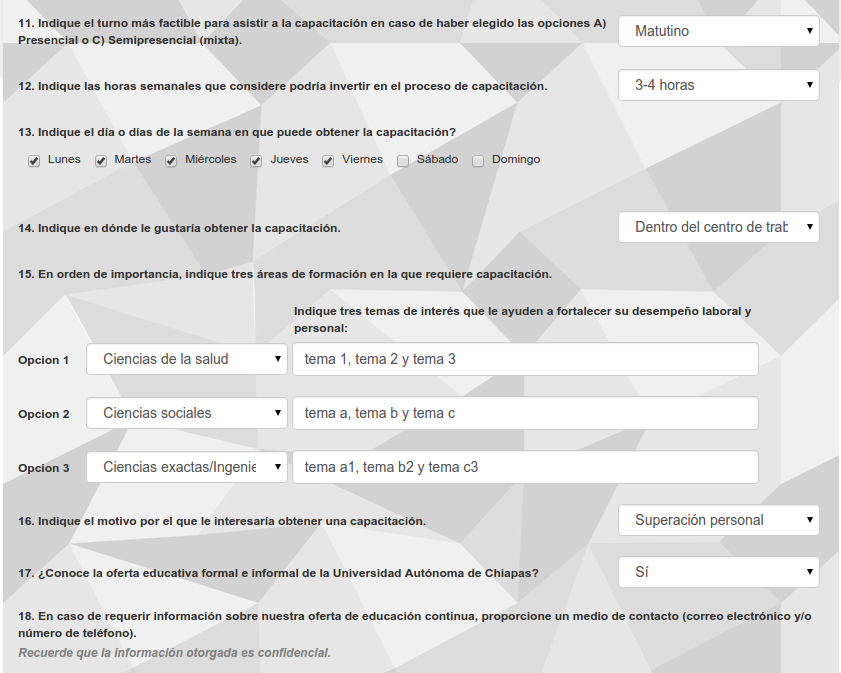 11. Indique el turno más factible para asistir a la capacitación en caso de haber elegido las opciones A)
Presencial o C) Semipresencial (mixta).
Matutino
12. Indique las horas semanales que considere podría invertir en el proceso de capacitación.
3-4 horas
13. Indique el día o días de la semana en que puede obtener la capacitación?
Lunes Martes Miércoles Jueves Viernes Sábado Domingo
14. Indique en dónde le gustaría obtener la capacitación.
Dentro del centro de trab
15. En orden de importancia, indique tres áreas de formación en la que requiere capacitación.
Indique tres temas de interés que le ayuden a fortalecer su desempeño laboral y
personal:
Opcion 1 Ciencias de la salud tema 1, tema 2 y tema 3
Opcion 2 Ciencias sociales tema a, tema b y tema c
Opcion 3 Ciencias exactas/Ingenie tema a1, tema b2 y tema c3
16. Indique el motivo por el que le interesaría obtener una capacitación.
Superación personal
17. ¿Conoce la oferta educativa formal e informal de la Universidad Autónoma de Chiapas?
Sí
18. En caso de requerir información sobre nuestra oferta de educación continua, proporcione un medio de contacto (correo electrónico y/o
número de teléfono).
Recuerde que la información otorgada es confidencial.